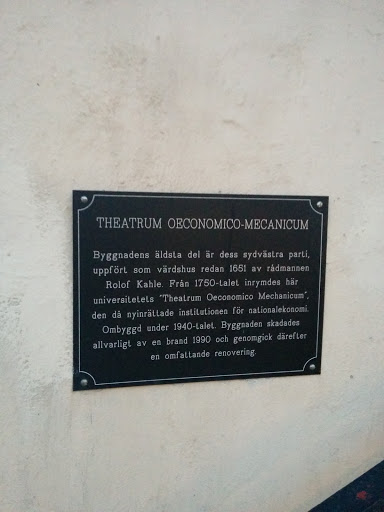 THEATRUM OECONOMICO-MECANICUM
Byggnadens äldsta del är dess sydvästra parti,
uppfört som värdshus redan 1651 av rådmannen
Rolof Kahle. Från 1750-talet inrymdes här
universitetets "Theatrum Oeconomico Mechanicum",
den då nyinrättade institutionen för nationalekonomi.
Ombyggd under 1940-talet. Byggnaden skadades
allvarligt av en brand 1990 och genomgick därefter
en omfattande renovering.